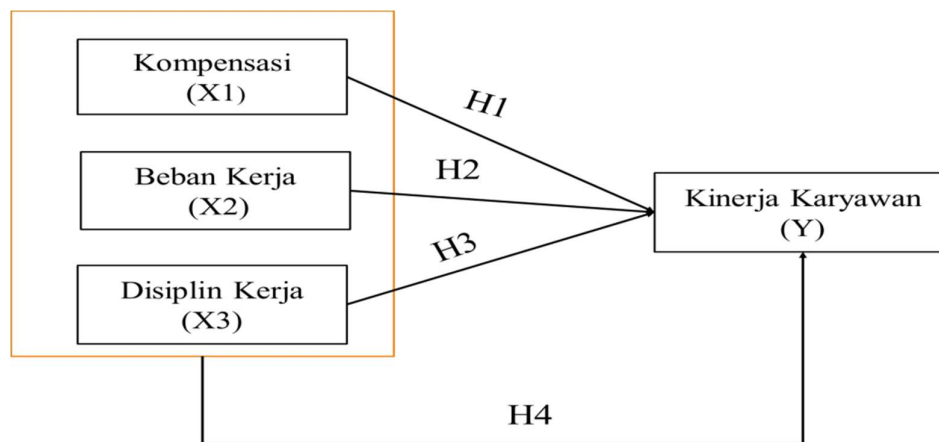 Kompensasi
(X1)
H1
Beban Kerja
(X2)
H2
Kinerja Karyawan
(Y)
H3
Disiplin Kerja
(X3)
H4